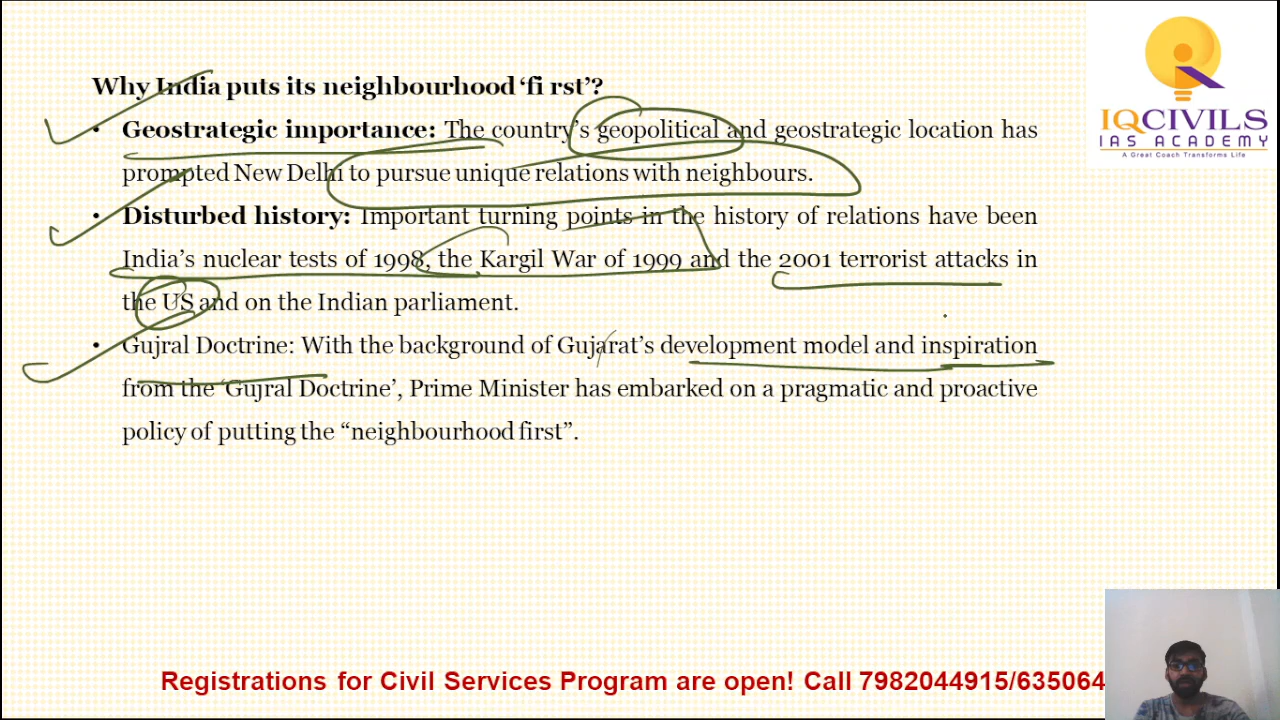 Why India puts its neighbourhood ‘fi rst’?
• Geostrategic importance: The country’s geopolitical and geostrategic location has
prompted New Delhi to pursue unique relations with neighbours.
• Disturbed history: Important turning points in the history of relations have been
India’s nuclear tests of 1998, the Kargil War of 1999 and the 2001 terrorist attacks in
the US and on the Indian parliament.
• Gujral Doctrine: With the background of Gujarat’s development model and inspiration
from the ‘Gujral Doctrine’, Prime Minister has embarked on a pragmatic and proactive
policy of putting the “neighbourhood first”.
IQCIVILS
IAS ACADEMY
A Great Coach Transforms Life
Registrations for Civil Services Program are open! Call 7982044915/635064